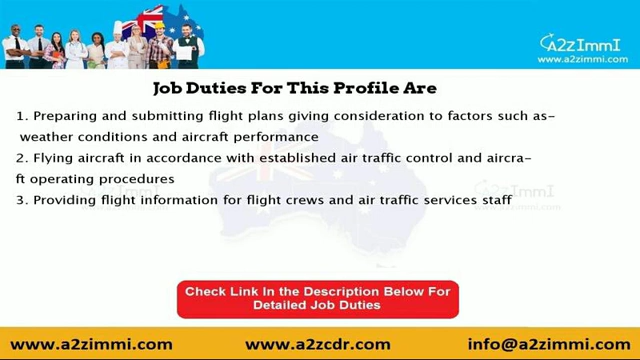 A2zImmI
www.a2zimmi.com
Job Duties For This Profile Are
1. Preparing and submitting flight plans giving consideration to factors such as-
weather conditions and aircraft performance
2. Flying aircraft in accordance with established air traffic control and aircra-
ft operating procedures
3. Providing flight information for flight crews and air traffic services staff
A2zImmI
Check Link In the Description Below For
Detailed Job Duties
www.a2zimmi.com
www.a2zcdr.com
info@a2zimmi.com